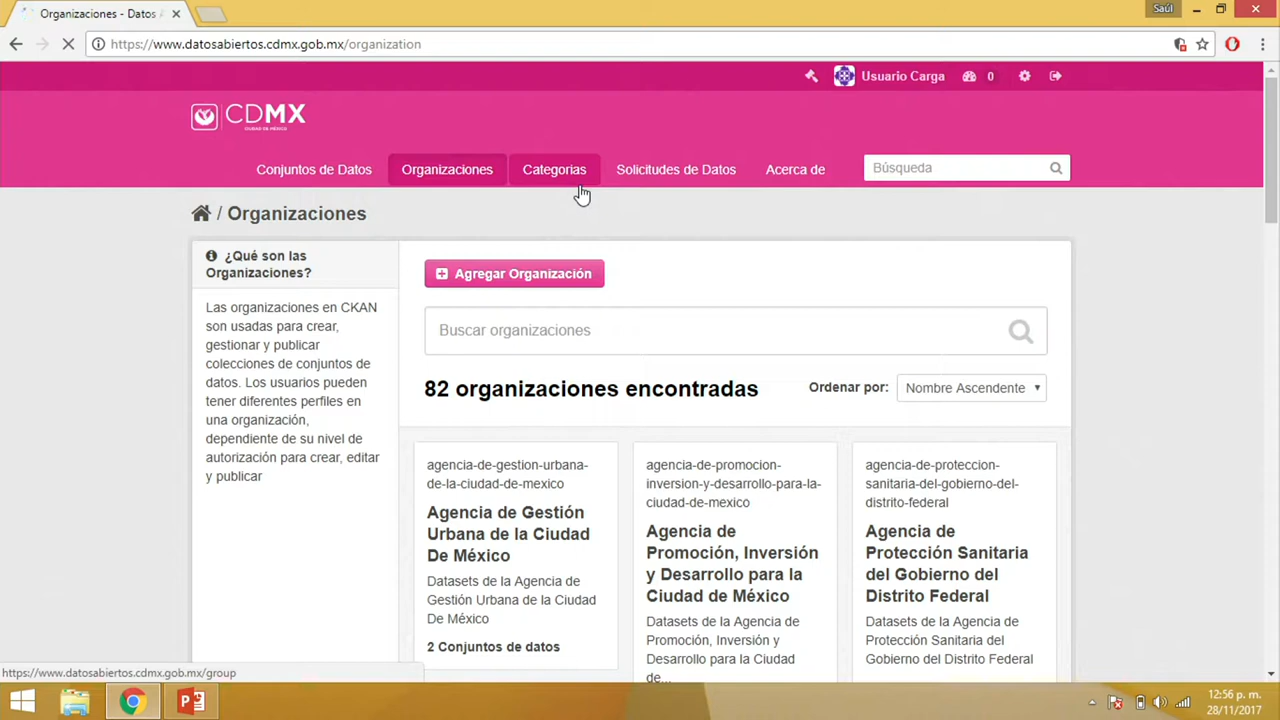 Organizaciones - Datos
Saúl
https://www.datosabiertos.cdmx.gob.mx/organization
Usuario Carga
0
CDMX
CIUDAD DE MÉXICO
Conjuntos de Datos
Organizaciones
Categorias
Solicitudes de Datos
Acerca de
Búsqueda
/ Organizaciones
¿Qué son las
Organizaciones?
Las organizaciones en CKAN
son usadas para crear,
gestionar y publicar
colecciones de conjuntos de
datos. Los usuarios pueden
tener diferentes perfiles en
una organización,
dependiente de su nivel de
autorización para crear, editar
y publicar
Agregar Organización
Buscar organizaciones
82 organizaciones encontradas
Ordenar por:
Nombre Ascendente
agencia-de-gestion-urbana-
de-la-ciudad-de-mexico
Agencia de Gestión
Urbana de la Ciudad
De México
Datasets de la Agencia de
Gestión Urbana de la Ciudad
De México
2 Conjuntos de datos
agencia-de-promocion-
inversion-y-desarrollo-para-la-
ciudad-de-mexico
Agencia de
Promoción, Inversión
y Desarrollo para la
Ciudad de México
Datasets de la Agencia de
Promoción, Inversión y
Desarrollo para la Ciudad
de...
agencia-de-proteccion-
sanitaria-del-gobierno-del-
distrito-federal
Agencia de
Protección Sanitaria
del Gobierno del
Distrito Federal
Datasets de la Agencia de
Protección Sanitaria del
Gobierno del Distrito Federal
https://www.datosabiertos.cdmx.gob.mx/group
12:56 p. m.
28/11/2017